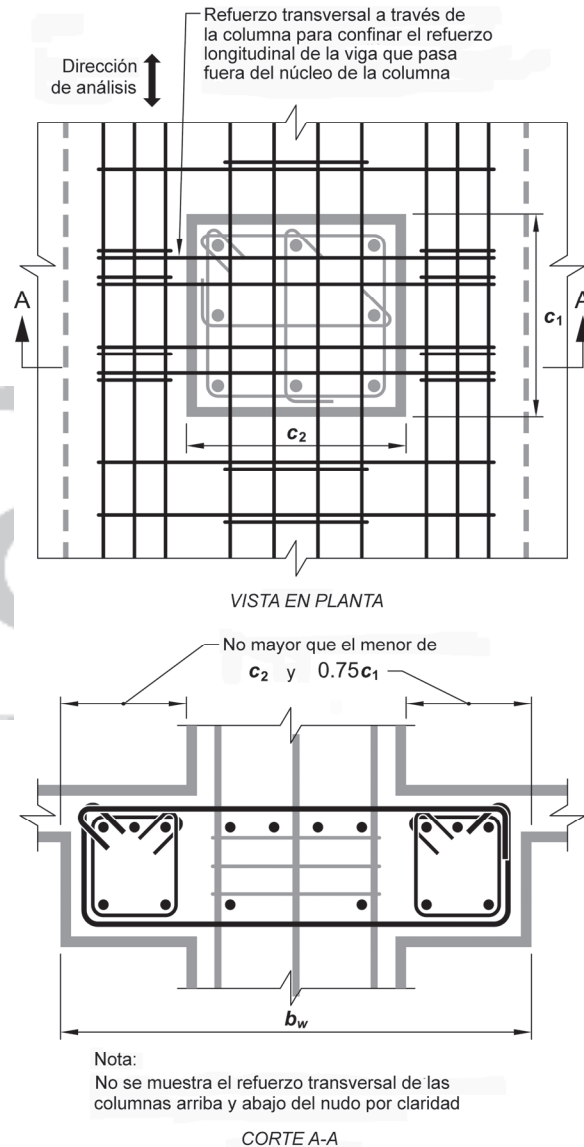 Refuerzo transversal a través de
la columna para confinar el refuerzo
longitudinal de la viga que pasa
fuera del núcleo de la columna
Dirección
de análisis
A
A
c₁
c₂
VISTA EN PLANTA
No mayor que el menor de
c₂ y 0.75c₁
b_w
Nota:
No se muestra el refuerzo transversal de las
columnas arriba y abajo del nudo por claridad
CORTE A-A